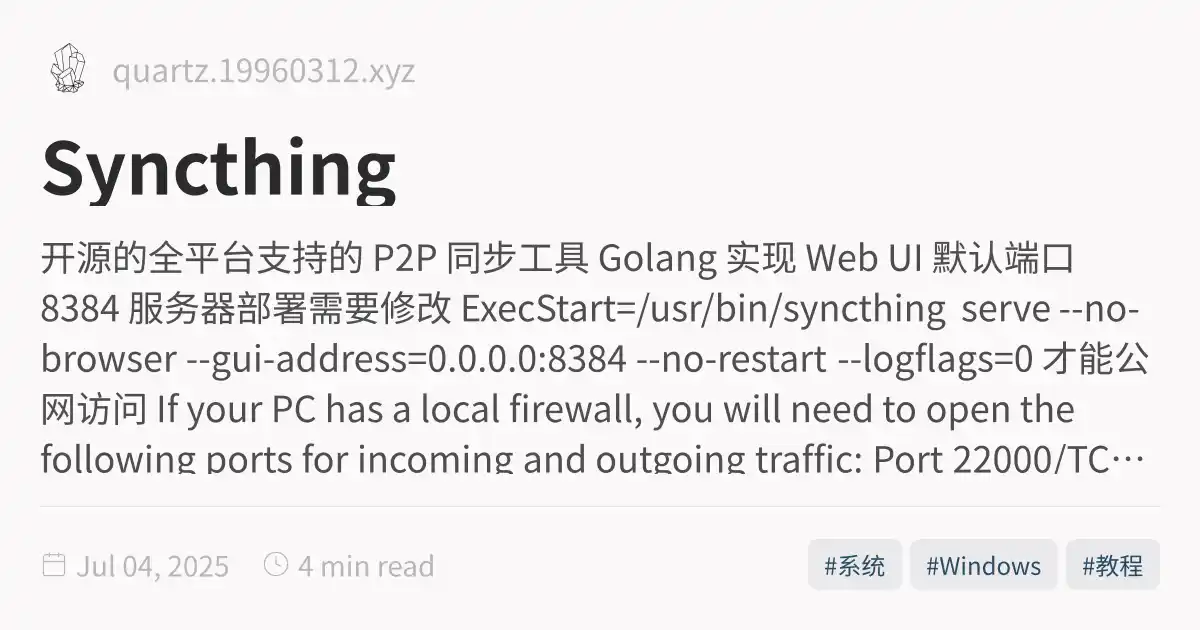 quartz.19960312.xyz
Syncthing
开源的全平台支持的 P2P 同步工具 Golang 实现 Web UI 默认端口
8384 服务器部署需要修改 ExecStart=/usr/bin/syncthing serve --no-
browser --gui-address=0.0.0.0:8384 --no-restart --logflags=0 才能公
网访问 If your PC has a local firewall, you will need to open the
following ports for incoming and outgoing traffic: Port 22000/TC…
Jul 04, 2025 4 min read #系统 #Windows #教程